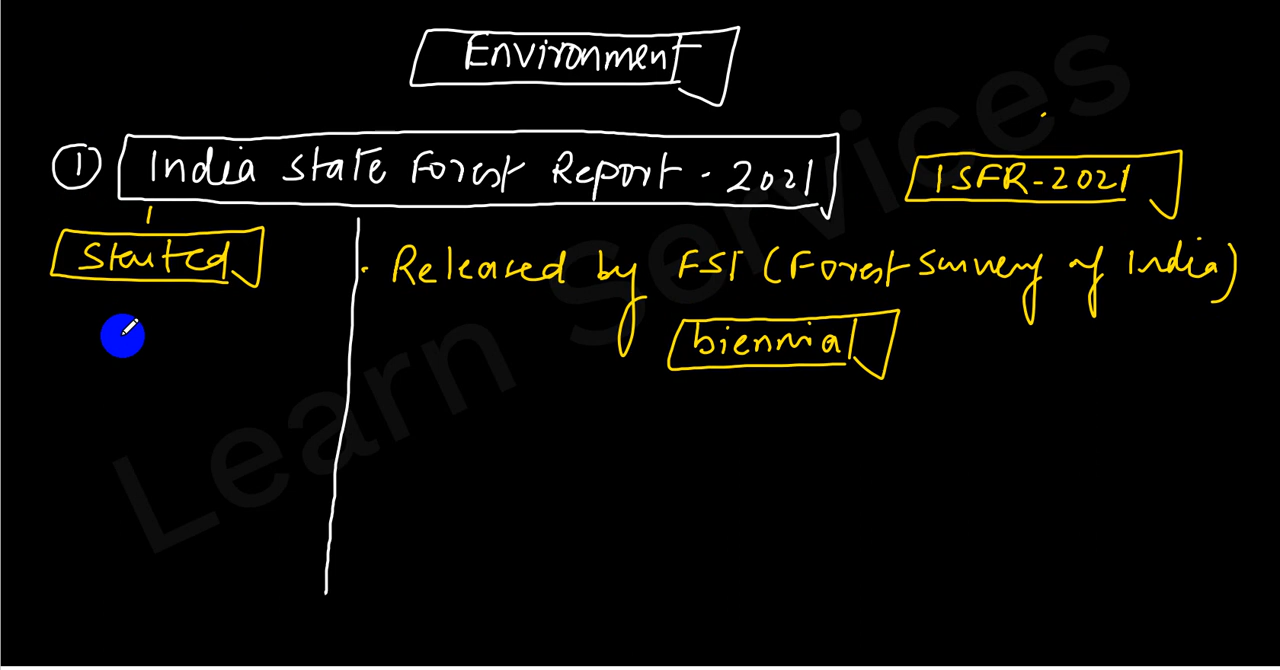 Environment
① India State Forest Report - 2021
ISFR-2021
Started
• Released by FSI (Forest Survey of India)
biennial
Learn Services